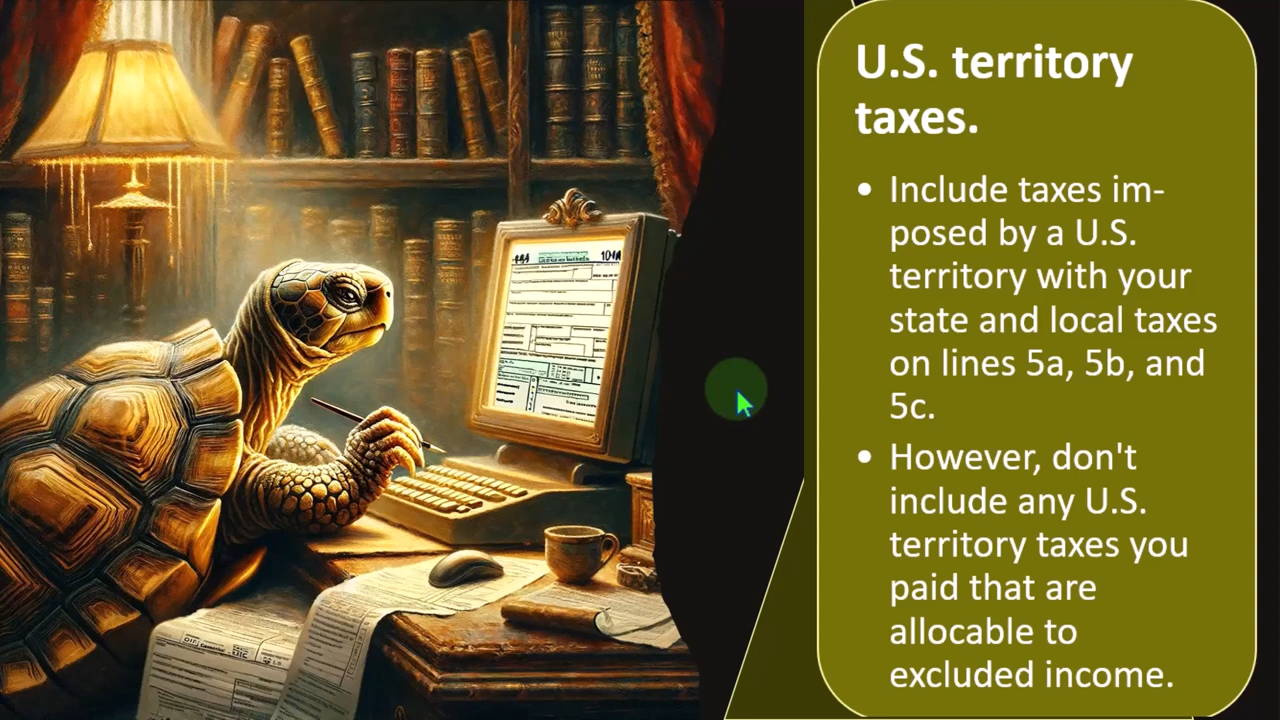 U.S. territory
taxes.
• Include taxes im-
posed by a U.S.
territory with your
state and local taxes
on lines 5a, 5b, and
5c.
• However, don't
include any U.S.
territory taxes you
paid that are
allocable to
excluded income.